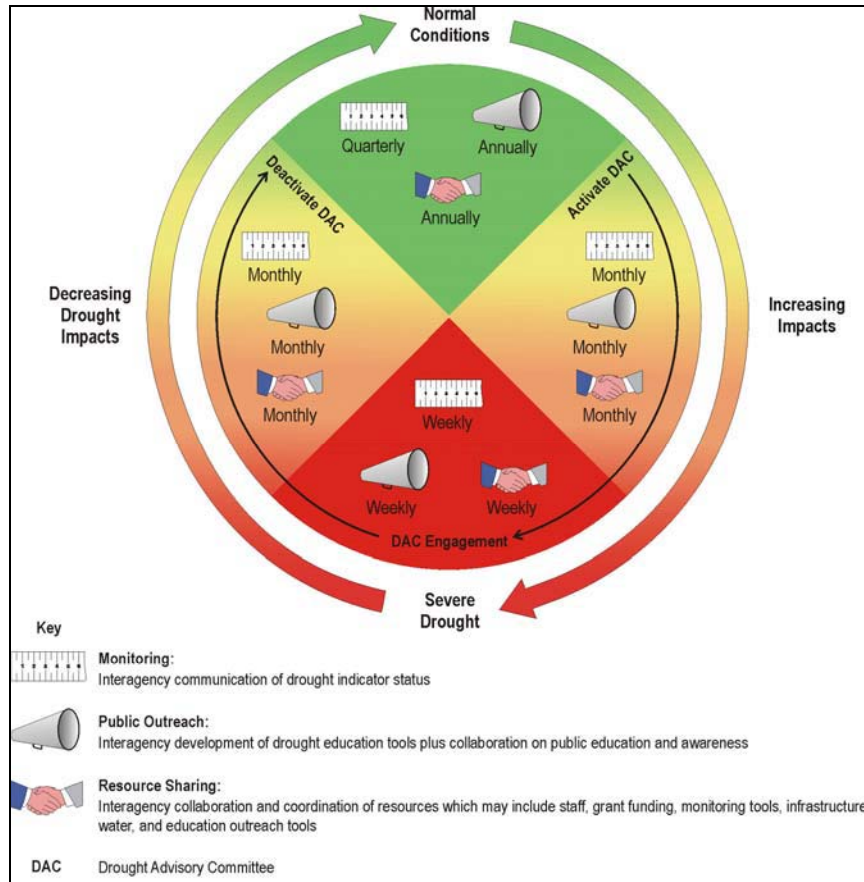 Normal
Conditions
Quarterly
Annually
Annually
Deactivate DAC
Activate DAC
Monthly
Monthly
Monthly
Monthly
Monthly
Monthly
Decreasing
Drought
Impacts
Increasing
Impacts
Weekly
Weekly
Weekly
DAC Engagement
Severe
Drought
Key
Monitoring:
Interagency communication of drought indicator status
Public Outreach:
Interagency development of drought education tools plus collaboration on public education and awareness
Resource Sharing:
Interagency collaboration and coordination of resources which may include staff, grant funding, monitoring tools, infrastructure
water, and education outreach tools
DAC Drought Advisory Committee